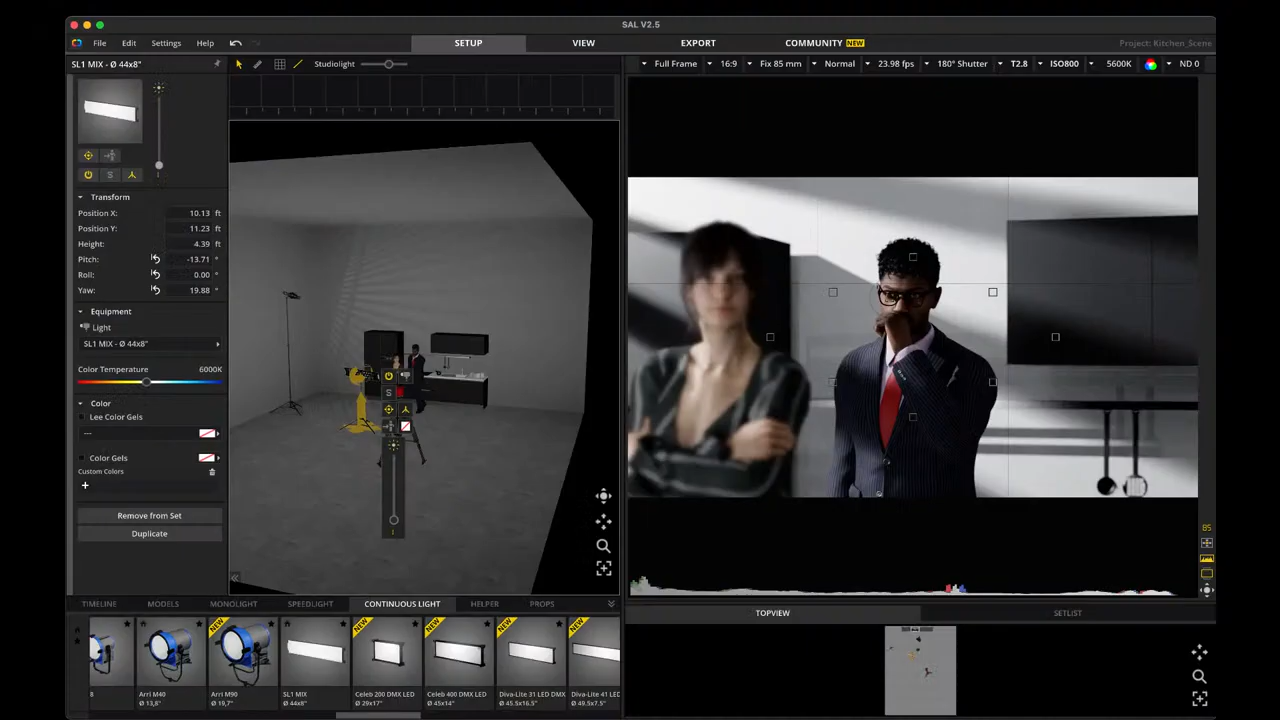 SAL V2.5
File Edit Settings Help SETUP VIEW EXPORT COMMUNITY NEW Project: Kitchen_Scene
SL1 MIX - Ø 44x8"
Studiolight
Full Frame 16:9 Fix 85 mm Normal 23.98 fps 180° Shutter T2.8 ISO800 5600K ND 0
S
Transform
Position X: 10.13 ft
Position Y: 11.23 ft
Height: 4.39 ft
Pitch: -13.71 °
Roll: 0.00 °
Yaw: 19.88 °
Equipment
Light
SL1 MIX - Ø 44x8"
Color Temperature 6000K
Color
Lee Color Gels
---
Color Gels
Custom Colors
+
Remove from Set
Duplicate
S
85
TIMELINE MODELS MONOLIGHT SPEEDLIGHT CONTINUOUS LIGHT HELPER PROPS
TOPVIEW SETLIST
NEW NEW NEW NEW
8
Arri M40
Ø 13,8"
Arri M90
Ø 19,7"
SL1 MIX
Ø 44x8"
Celeb 200 DMX LED
Ø 29x17"
Celeb 400 DMX LED
Ø 45x14"
Diva-Lite 31 LED DMX
Ø 45.5x16.5"
Diva-Lite 41 LED D
Ø 49.5x7.5"